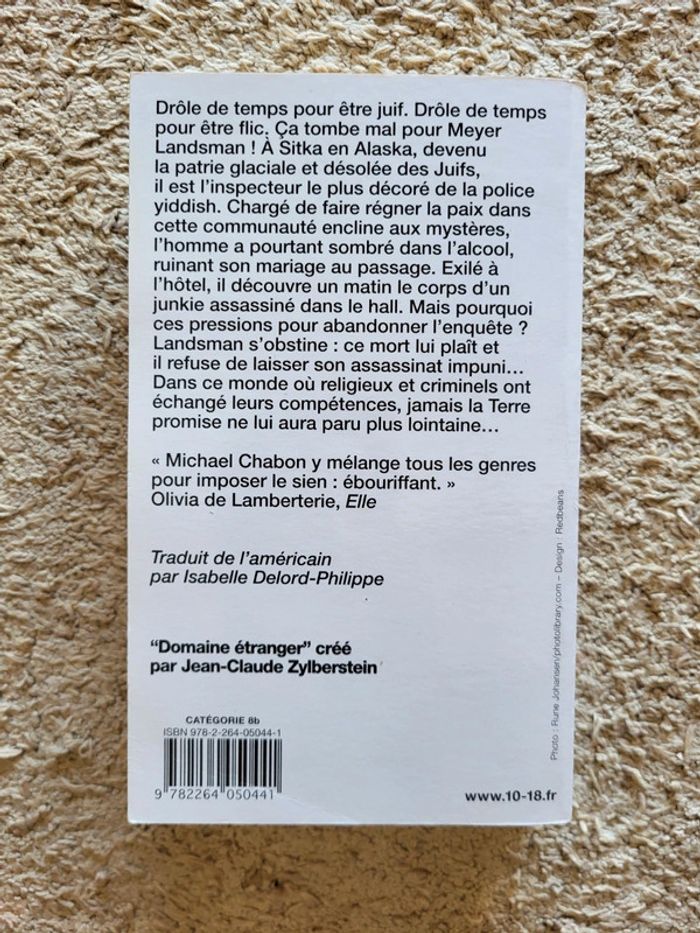 Drôle de temps pour être juif. Drôle de temps
pour être flic. Ça tombe mal pour Meyer
Landsman ! À Sitka en Alaska, devenu
la patrie glaciale et désolée des Juifs,
il est l'inspecteur le plus décoré de la police
yiddish. Chargé de faire régner la paix dans
cette communauté encline aux mystères,
l'homme a pourtant sombré dans l'alcool,
ruinant son mariage au passage. Exilé à
l'hôtel, il découvre un matin le corps d'un
junkie assassiné dans le hall. Mais pourquoi
ces pressions pour abandonner l'enquête ?
Landsman s'obstine : ce mort lui plaît et
il refuse de laisser son assassinat impuni…
Dans ce monde où religieux et criminels ont
échangé leurs compétences, jamais la Terre
promise ne lui aura paru plus lointaine…
« Michael Chabon y mélange tous les genres
pour imposer le sien : ébouriffant. »
Olivia de Lamberterie, Elle
Traduit de l'américain
par Isabelle Delord-Philippe
"Domaine étranger" créé
par Jean-Claude Zylberstein
CATÉGORIE 8b
ISBN 978-2-264-05044-1
9 782264 050441
www.10-18.fr
Photo : Rune Johansen/photolibrary.com – Design : Redbeans